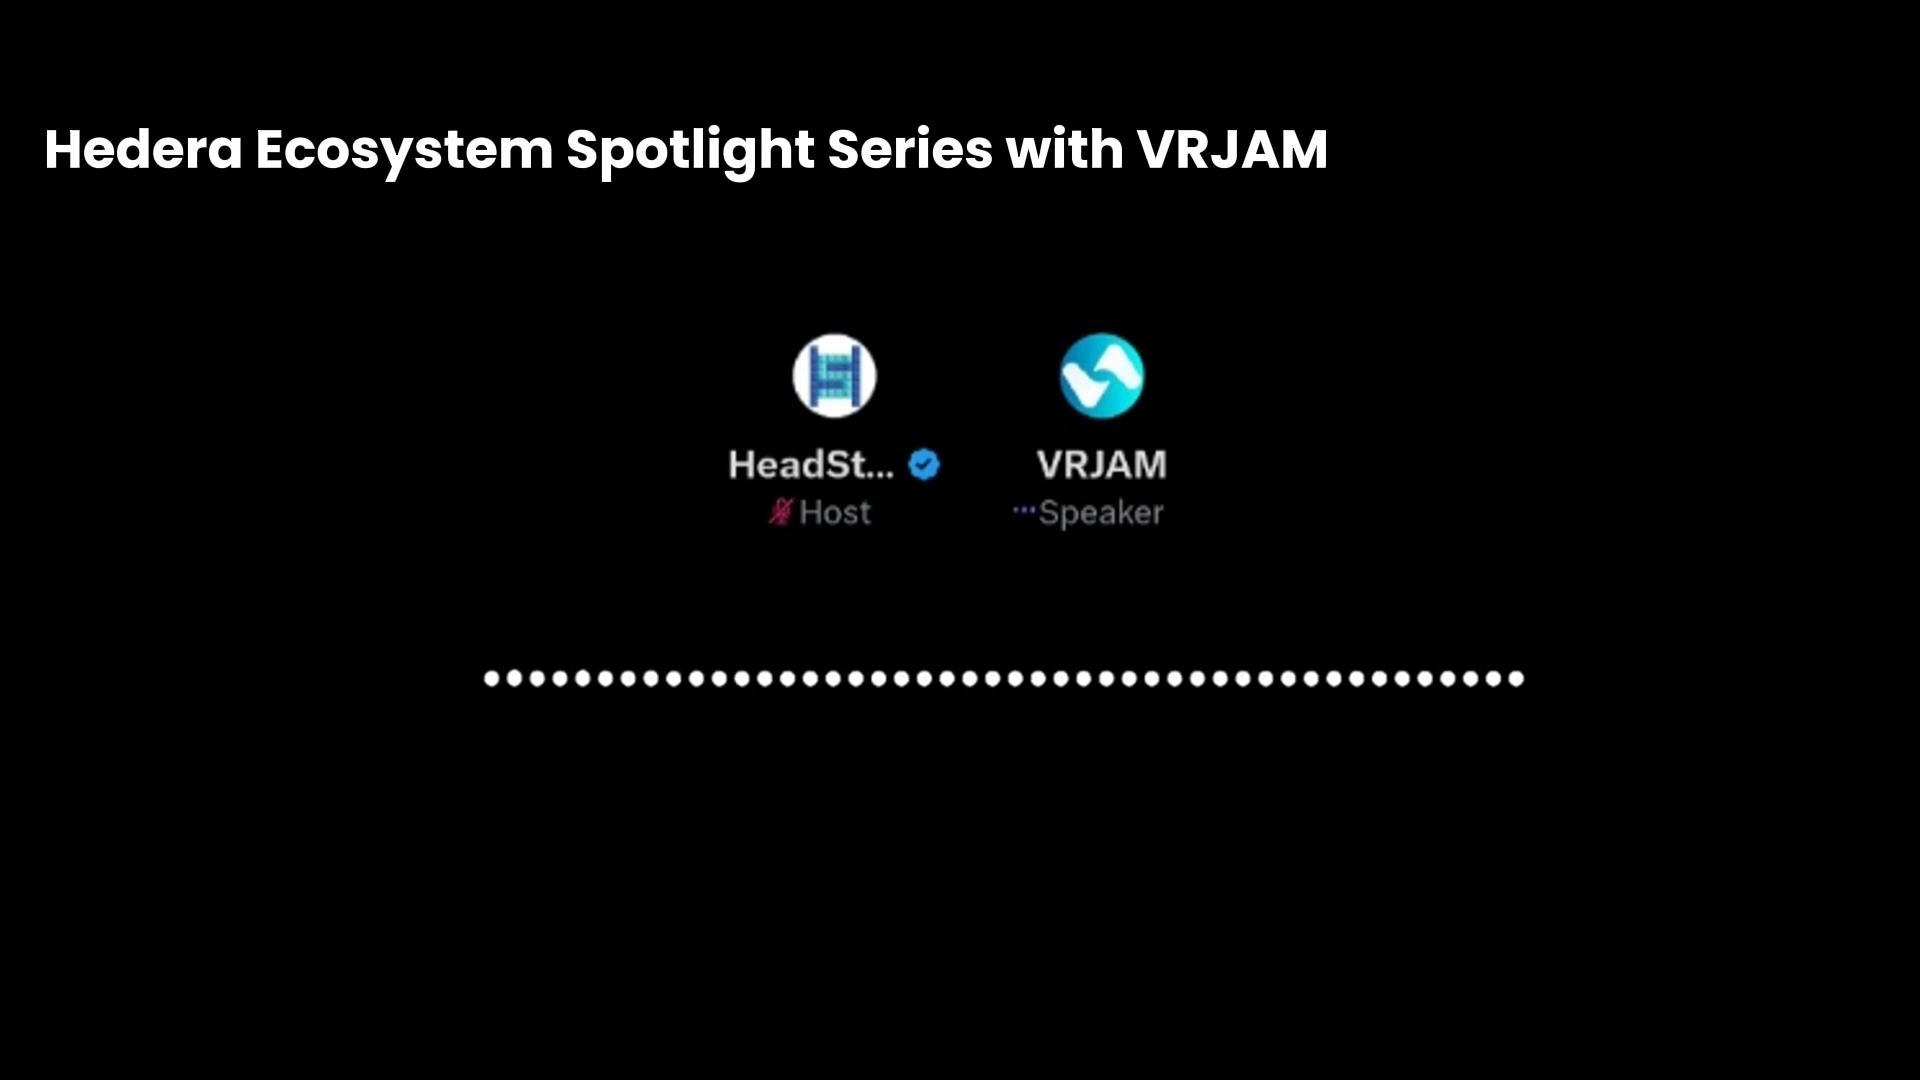 Hedera Ecosystem Spotlight Series with VRJAM
HeadSt... VRJAM
Host Speaker